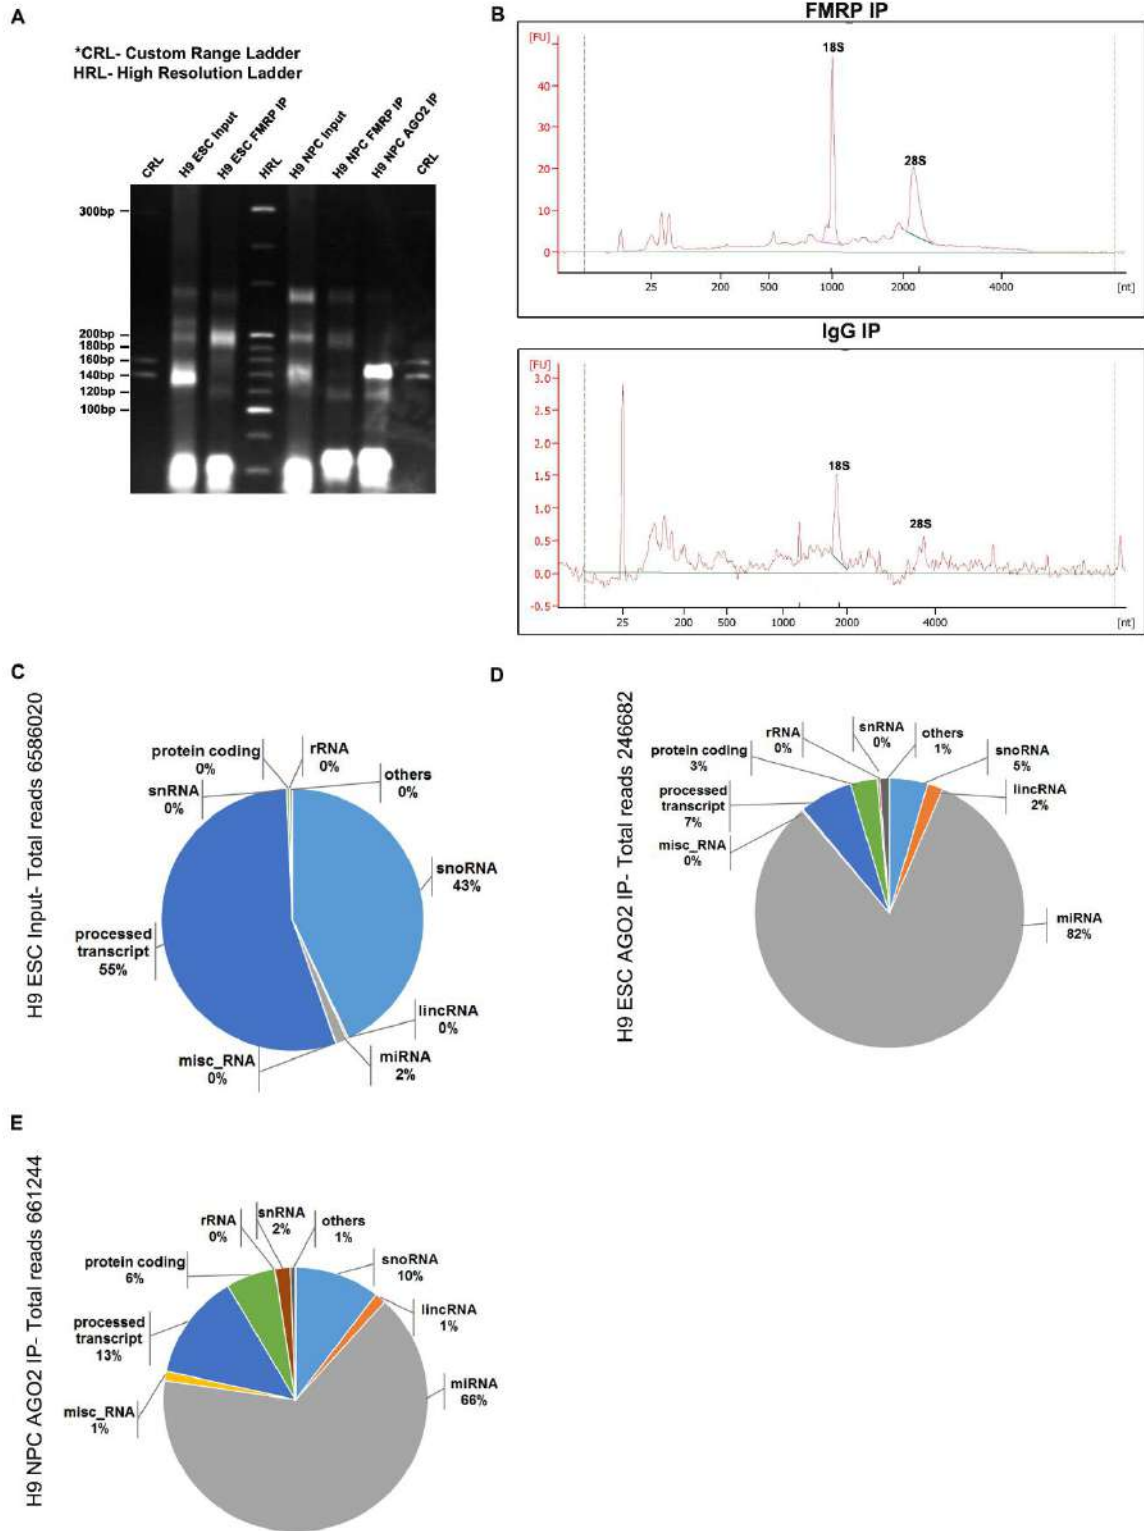 A
*CRL- Custom Range Ladder
HRL- High Resolution Ladder
CRL
H9 ESC Input
H9 ESC FMRP IP
HRL
H9 NPC Input
H9 NPC FMRP IP
H9 NPC AGO2 IP
CRL
300bp
200bp
180bp
160bp
140bp
120bp
100bp
B
FMRP IP
[FU]
40
30
20
10
0
18S
28S
25
200
500
1000
2000
4000
[nt]
IgG IP
[FU]
3.0
2.5
2.0
1.5
1.0
0.5
0.0
-0.5
18S
28S
25
200
500
1000
2000
4000
[nt]
C
H9 ESC Input- Total reads 6586020
protein coding
0%
rRNA
0%
snRNA
0%
others
0%
snoRNA
43%
processed
transcript
55%
lincRNA
0%
misc_RNA
0%
miRNA
2%
D
H9 ESC AGO2 IP- Total reads 246682
snRNA
0%
rRNA
0%
others
1%
protein coding
3%
snoRNA
5%
processed
transcript
7%
lincRNA
2%
misc_RNA
0%
miRNA
82%
E
H9 NPC AGO2 IP- Total reads 661244
snRNA
2%
rRNA
0%
others
1%
protein coding
6%
snoRNA
10%
processed
transcript
13%
lincRNA
1%
misc_RNA
1%
miRNA
66%